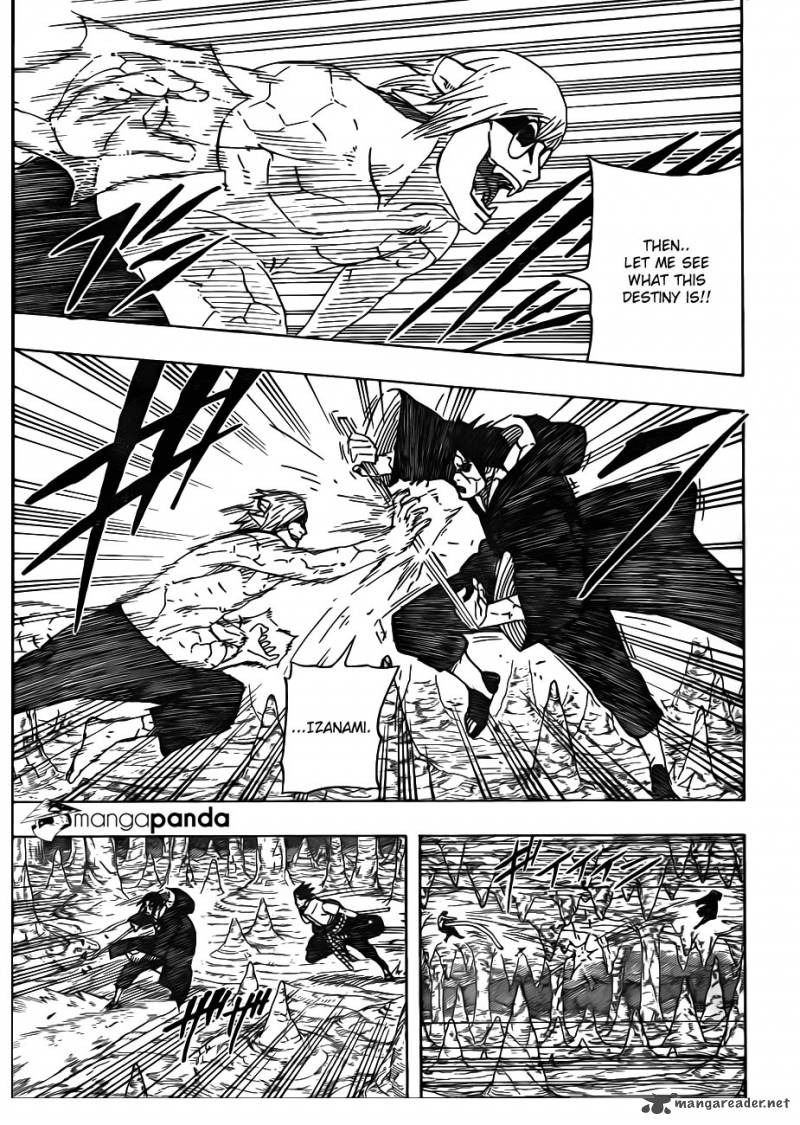 THEN..
LET ME SEE
WHAT THIS
DESTINY IS!!
...IZANAMI.
mangapanda
mangareader.net